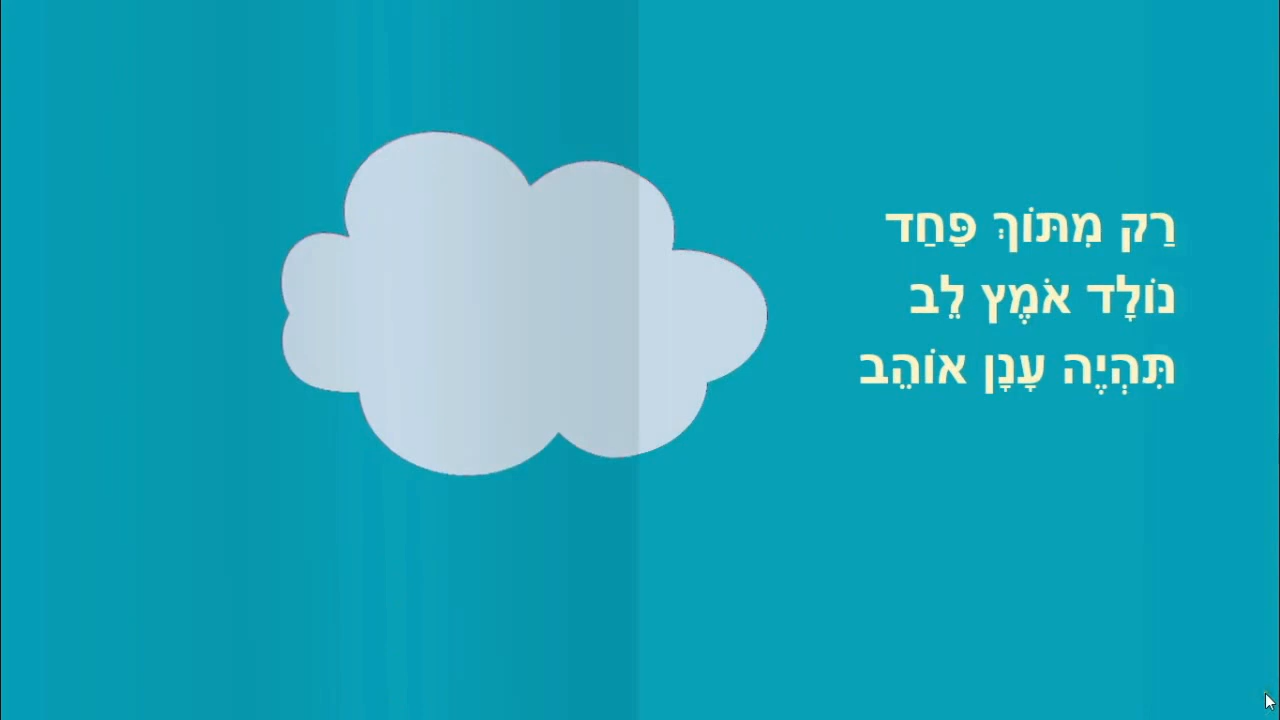 רַק מִתּוֹךְ פַּחַד
נוֹלָד אֹמֶץ לֵב
תִּהְיֶה עָנָן אוֹהֵב